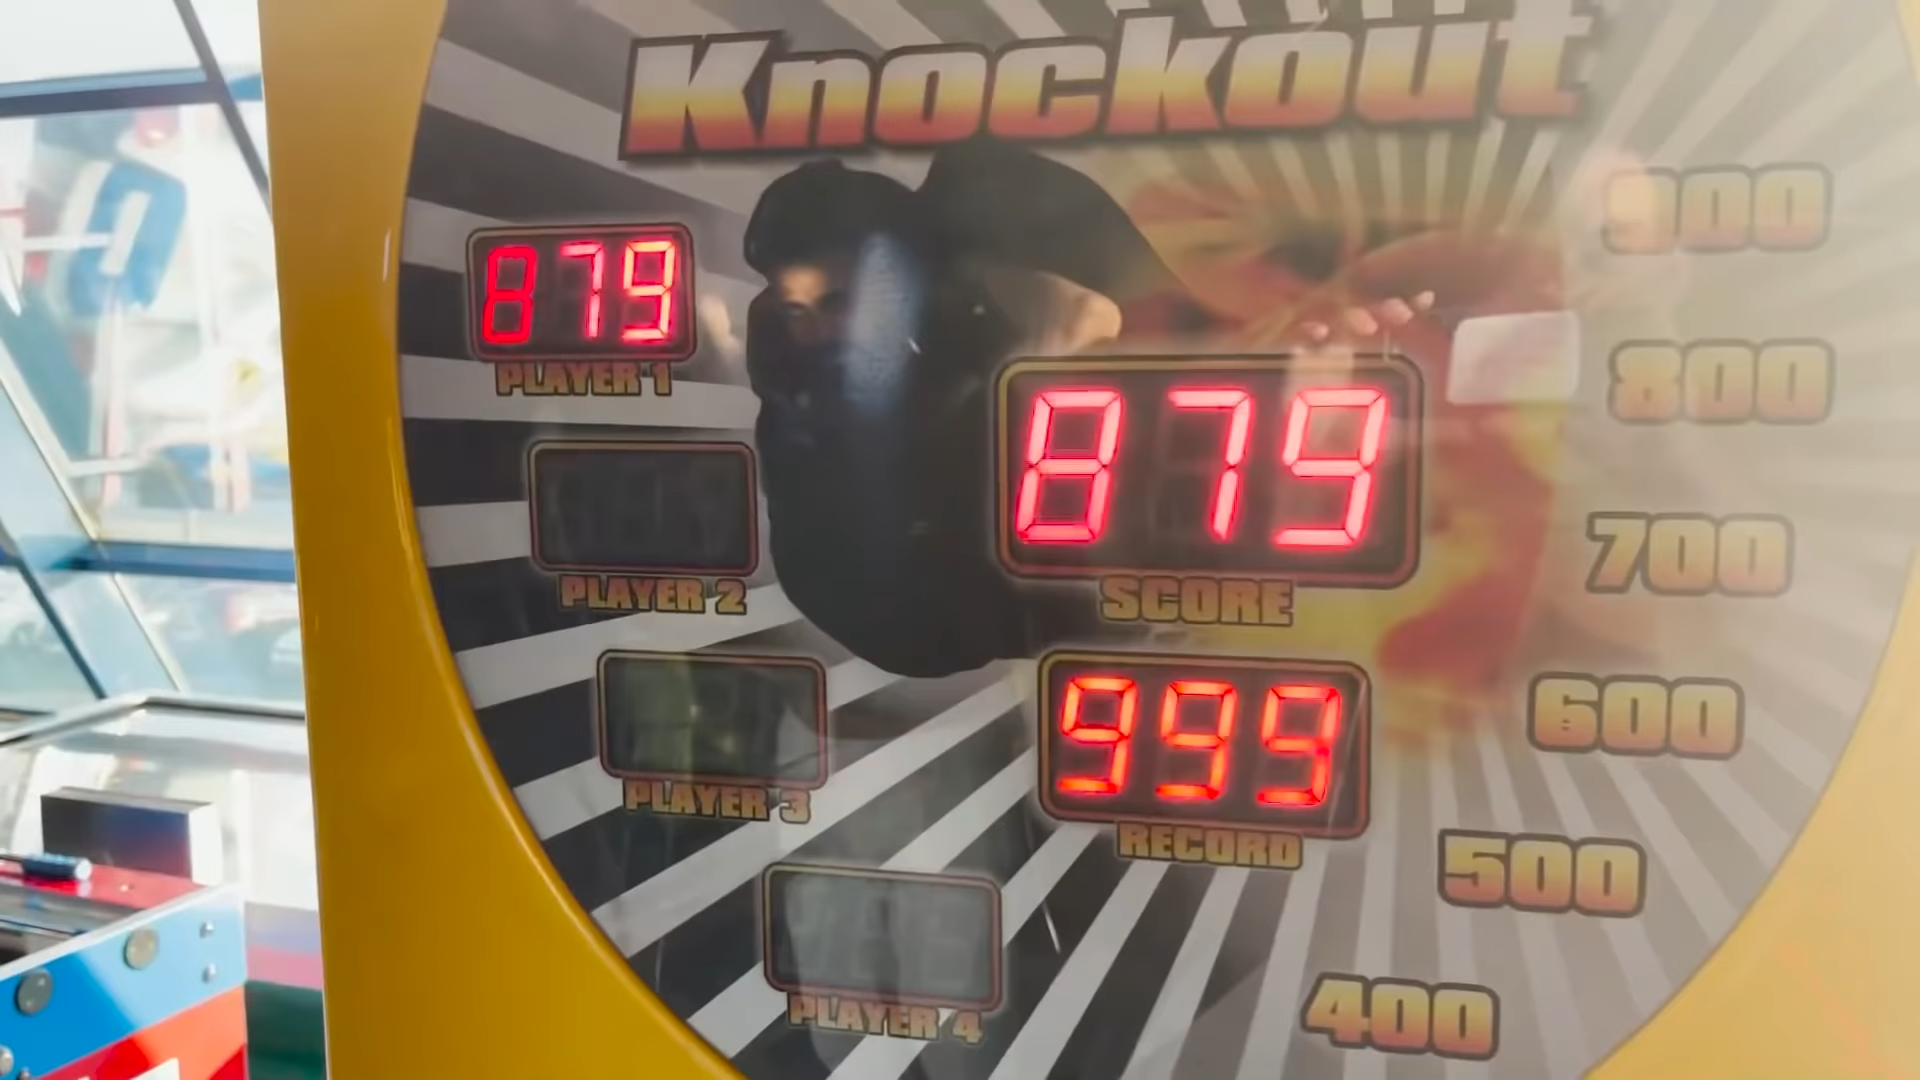 Knockout
900
879
PLAYER 1
800
879
SCORE
700
PLAYER 2
600
999
RECORD
PLAYER 3
500
PLAYER 4
400